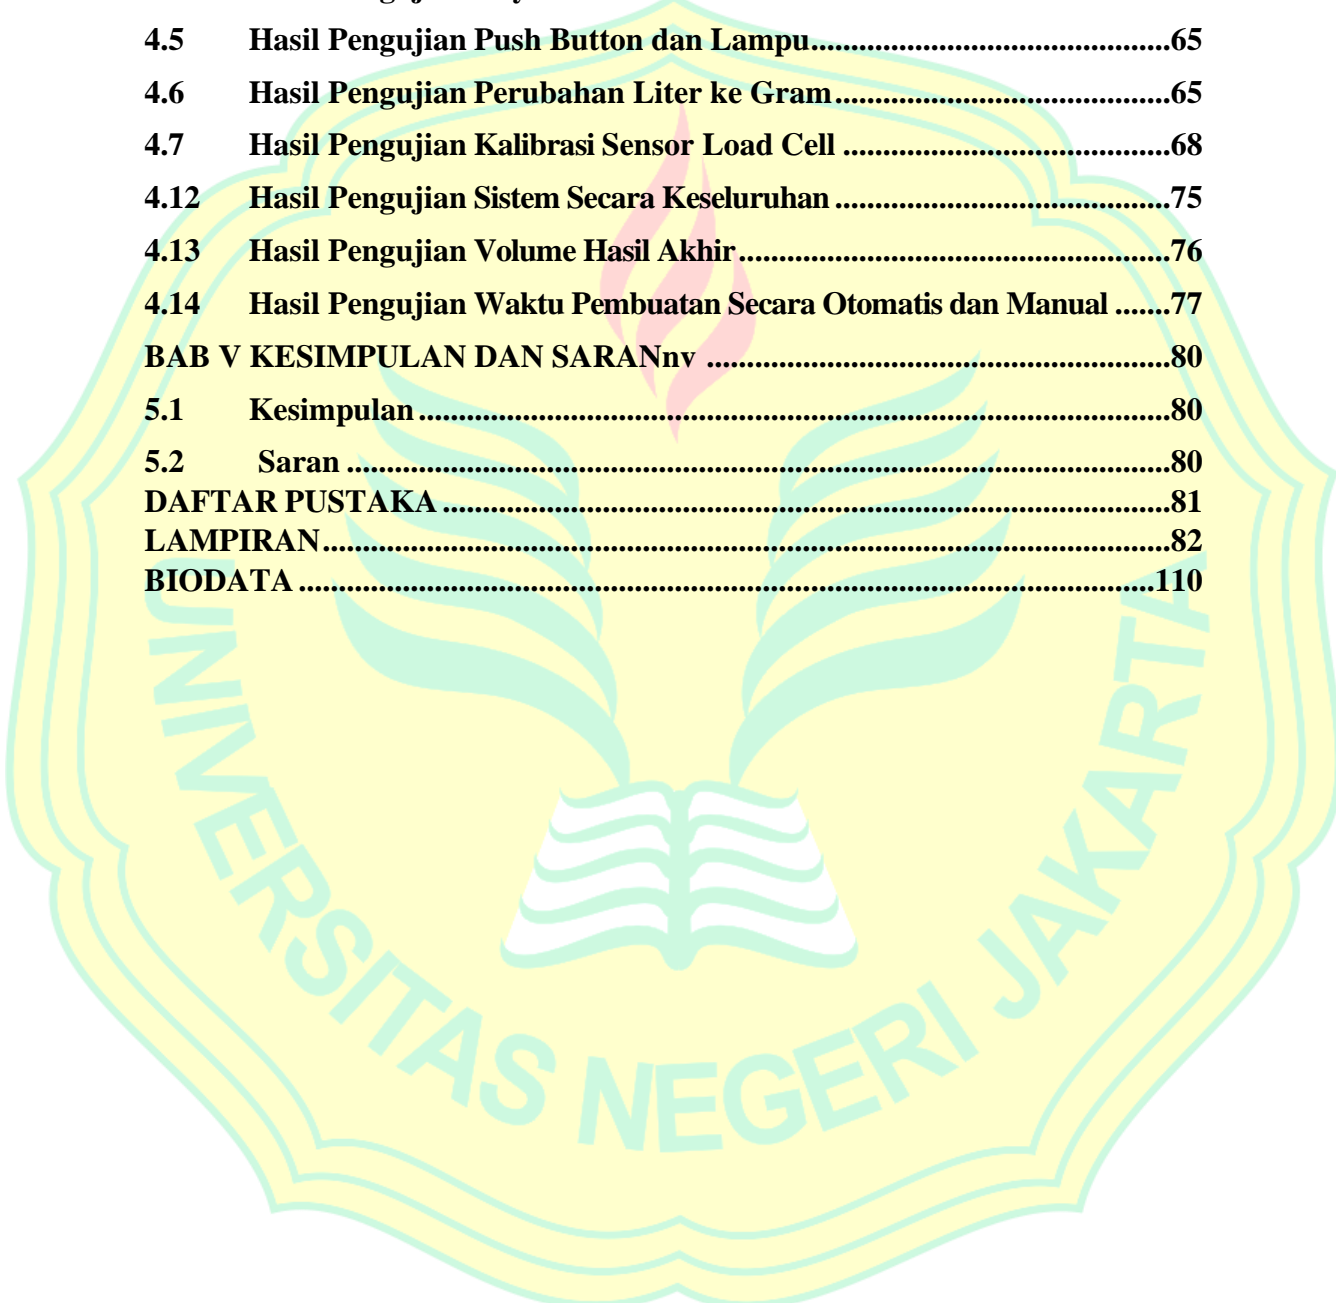 4.5 Hasil Pengujian Push Button dan Lampu.............................................65
4.6 Hasil Pengujian Perubahan Liter ke Gram..........................................65
4.7 Hasil Pengujian Kalibrasi Sensor Load Cell .........................................68
4.12 Hasil Pengujian Sistem Secara Keseluruhan ..........................................75
4.13 Hasil Pengujian Volume Hasil Akhir......................................................76
4.14 Hasil Pengujian Waktu Pembuatan Secara Otomatis dan Manual .......77
BAB V KESIMPULAN DAN SARANnv ..........................................................80
5.1 Kesimpulan..............................................................................................80
5.2 Saran .......................................................................................................80
DAFTAR PUSTAKA ...........................................................................................81
LAMPIRAN..........................................................................................................82
BIODATA ...........................................................................................................110
UNIVERSITAS NEGERI JAKARTA